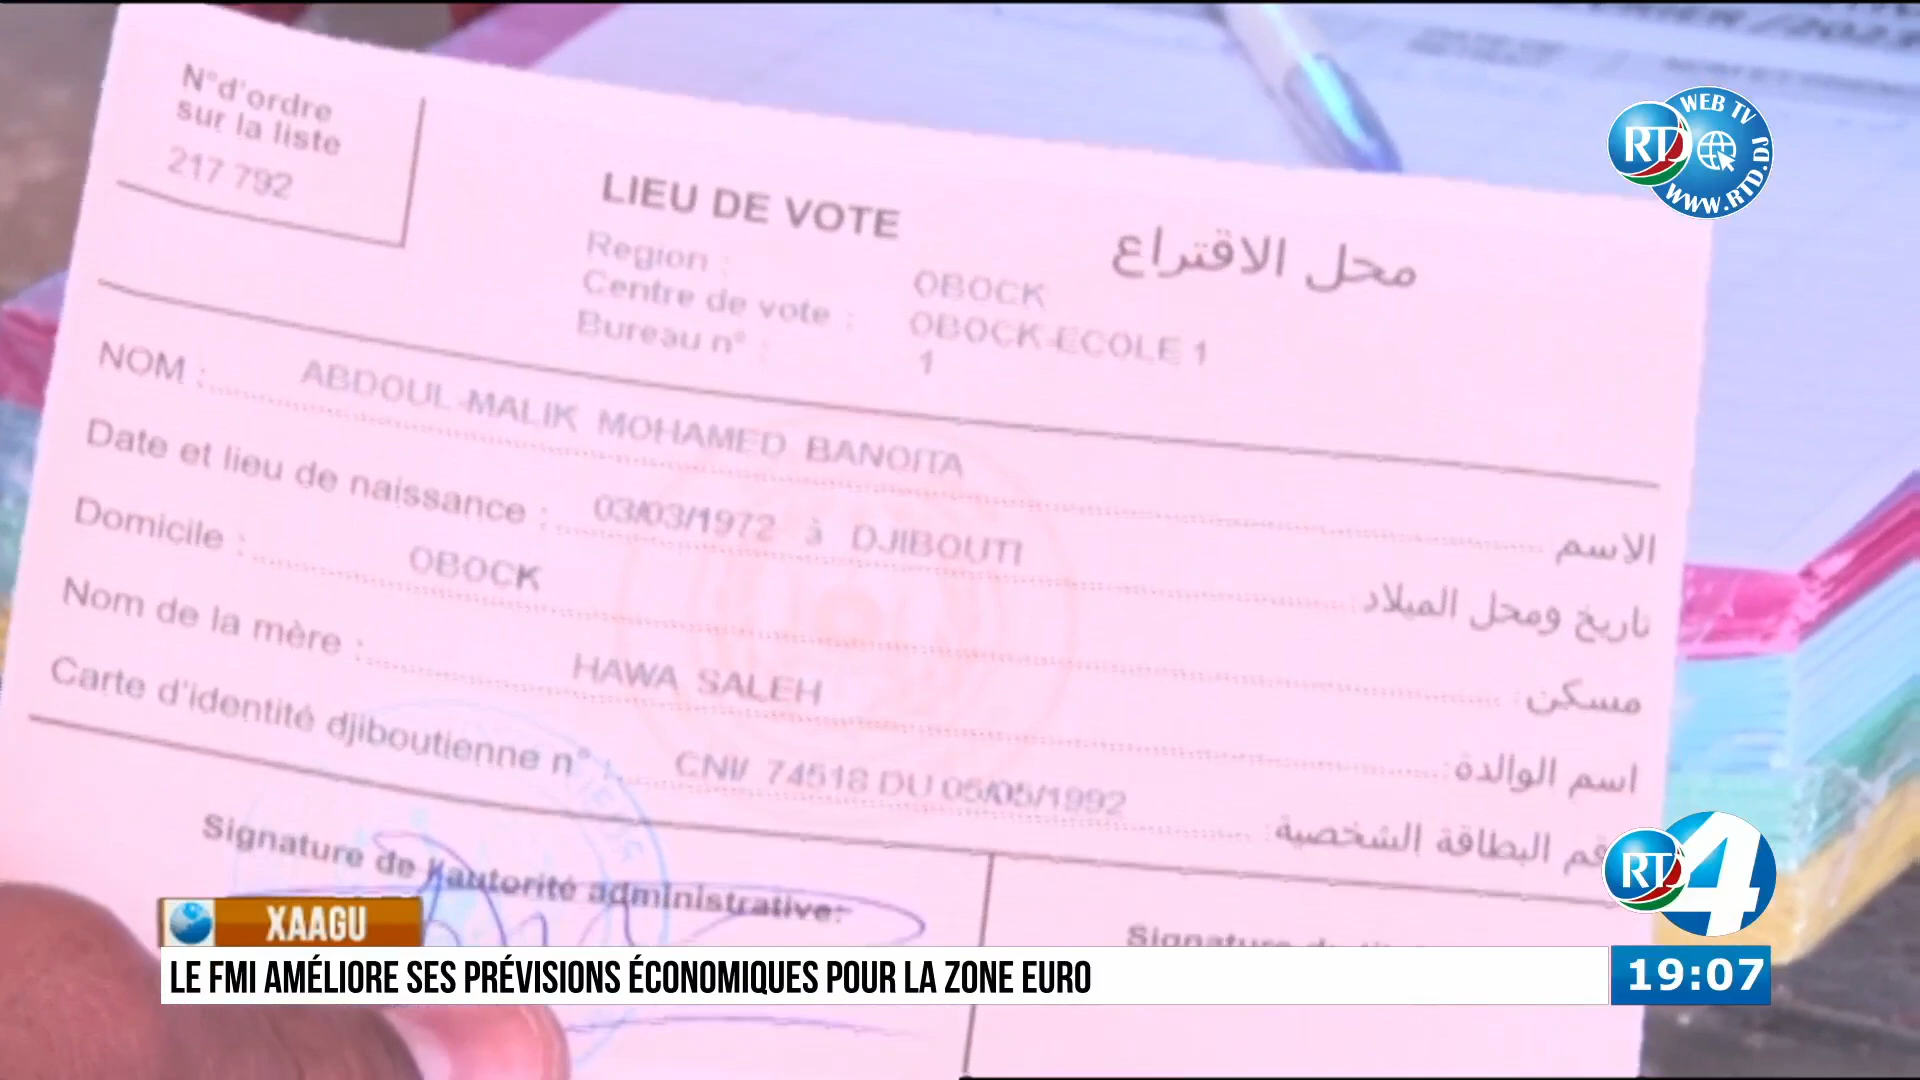 N°d'ordre
sur la liste
217 792
LIEU DE VOTE
محل الاقتراع
Region : OBOCK
Centre de vote : OBOCK-ECOLE 1
Bureau n° : 1
NOM : ABDOUL-MALIK MOHAMED BANOITA الاسم
Date et lieu de naissance : 03/03/1972 à DJIBOUTI تاريخ ومحل الميلاد
Domicile : OBOCK مسكن
Nom de la mère : HAWA SALEH اسم الوالدة
Carte d'identité djiboutienne n° : CNI/ 74518 DU 05/05/1992 البطاقة الشخصية
Signature de l'autorité administrative:
Signature
WEB TV
RTD
WWW.RTD.DJ
RTD 4
XAAGU
LE FMI AMÉLIORE SES PRÉVISIONS ÉCONOMIQUES POUR LA ZONE EURO
19:07